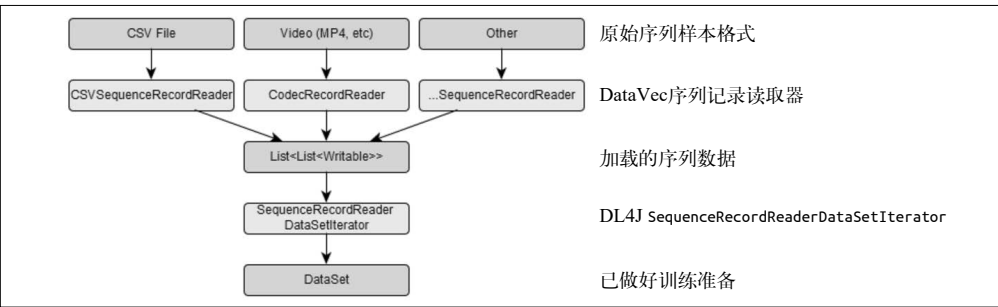 CSV File Video (MP4, etc) Other 原始序列样本格式
CSVSequenceRecordReader CodecRecordReader ...SequenceRecordReader DataVec序列记录读取器
List<List<Writable>> 加载的序列数据
SequenceRecordReader
DataSetIterator
DL4J SequenceRecordReaderDataSetIterator
DataSet 已做好训练准备